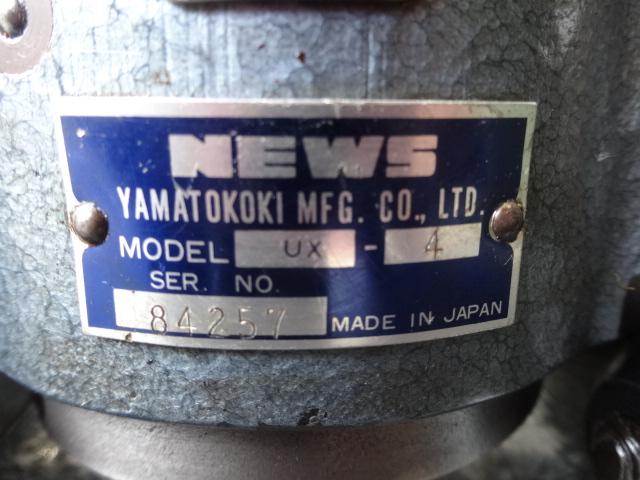 NEWS
YAMATOKOKI MFG. CO., LTD.
MODEL UX - 4
SER. NO.
84257 MADE IN JAPAN